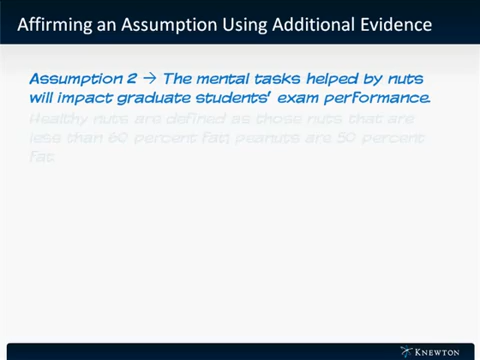 Affirming an Assumption Using Additional Evidence
Assumption 2 → The mental tasks helped by nuts
will impact graduate students' exam performance.
Healthy nuts are defined as those nuts that are
less than 60 percent fat; peanuts are 50 percent
fat
KNEWTON